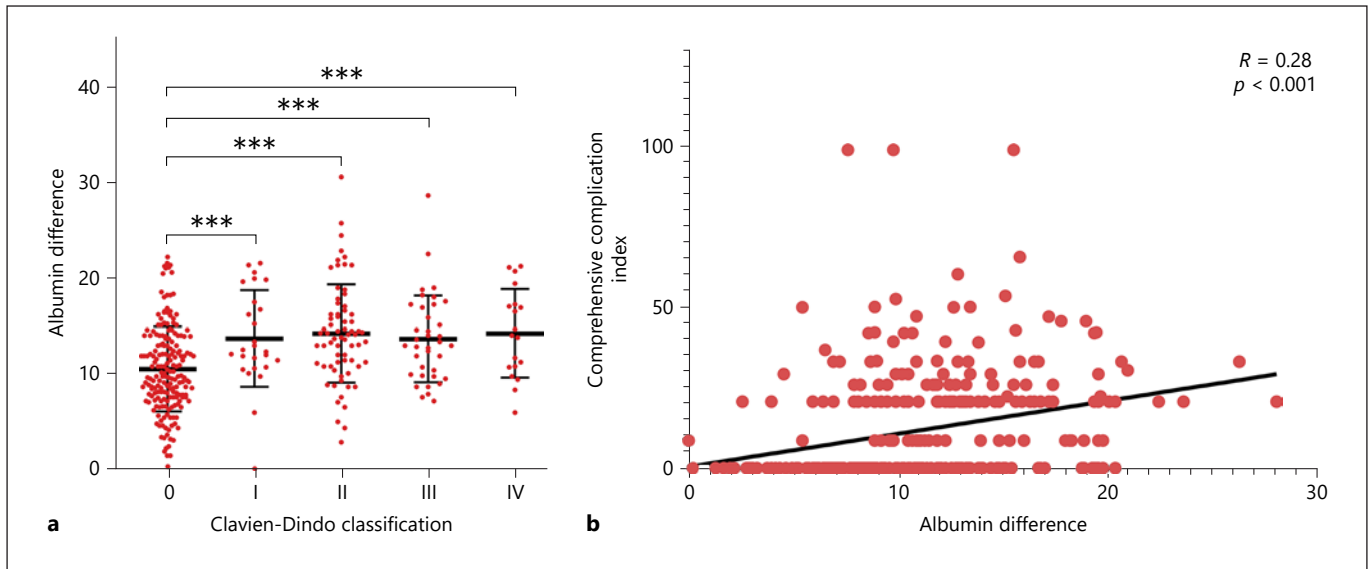 ***
***
***
***
40
30
20
10
0
Albumin difference
0 I II III IV
a Clavien-Dindo classification
R = 0.28
p < 0.001
Comprehensive complication
index
100
50
0
0 10 20 30
b Albumin difference